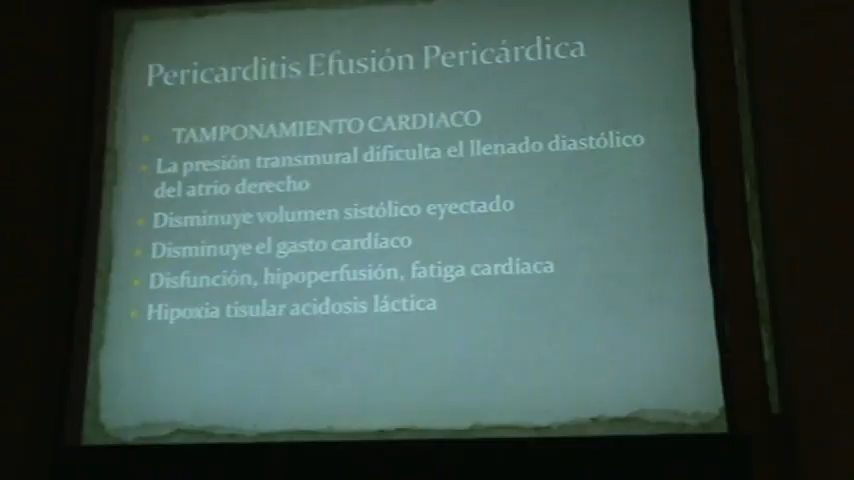 Pericarditis Efusión Pericárdica
TAMPONAMIENTO CARDIACO
La presión transmural dificulta el llenado diastólico
del atrio derecho
Disminuye volumen sistólico eyectado
Disminuye el gasto cardíaco
Disfunción, hipoperfusión, fatiga cardíaca
Hipoxia tisular acidosis láctica